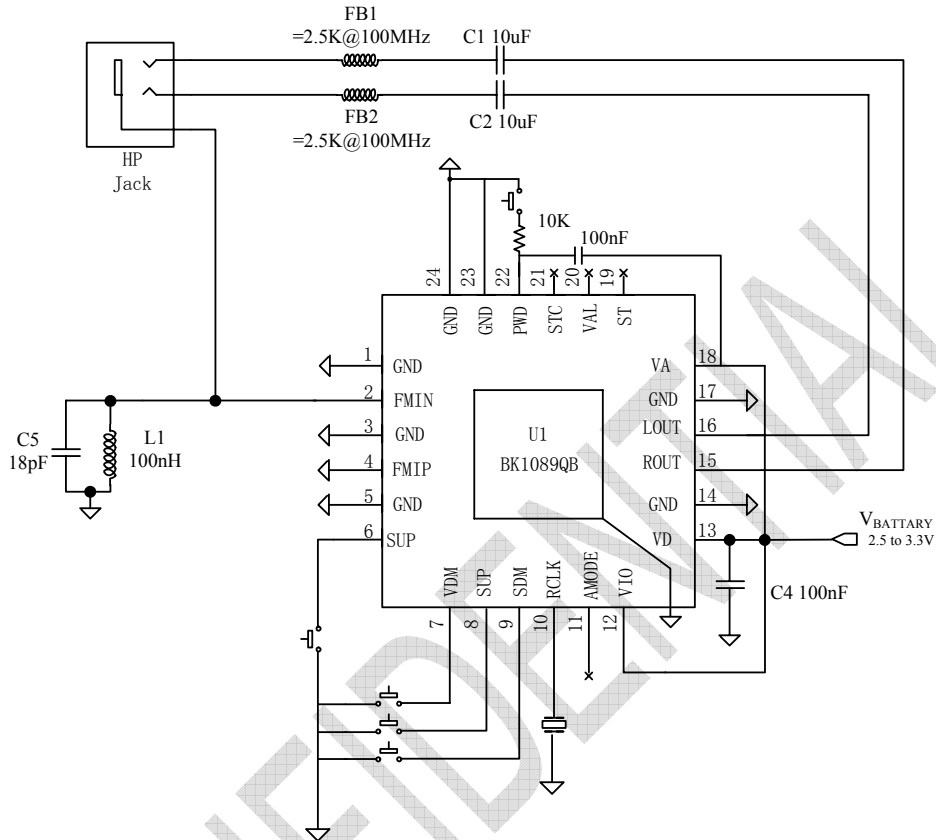 FB1
=2.5K@100MHz
C1 10uF
FB2
=2.5K@100MHz
C2 10uF
HP
Jack
10K
100nF
24
23
22
21
20
19
GND
GND
PWD
STC
VAL
ST
1
GND
2
FMIN
3
GND
4
FMIP
5
GND
6
SUP
VA
18
GND
17
LOUT
16
ROUT
15
GND
14
VD
13
U1
BK1089QB
C5
18pF
L1
100nH
VBATTARY
2.5 to 3.3V
C4 100nF
VDM
SUP
SDM
RCLK
AMODE
VIO
7
8
9
10
11
12